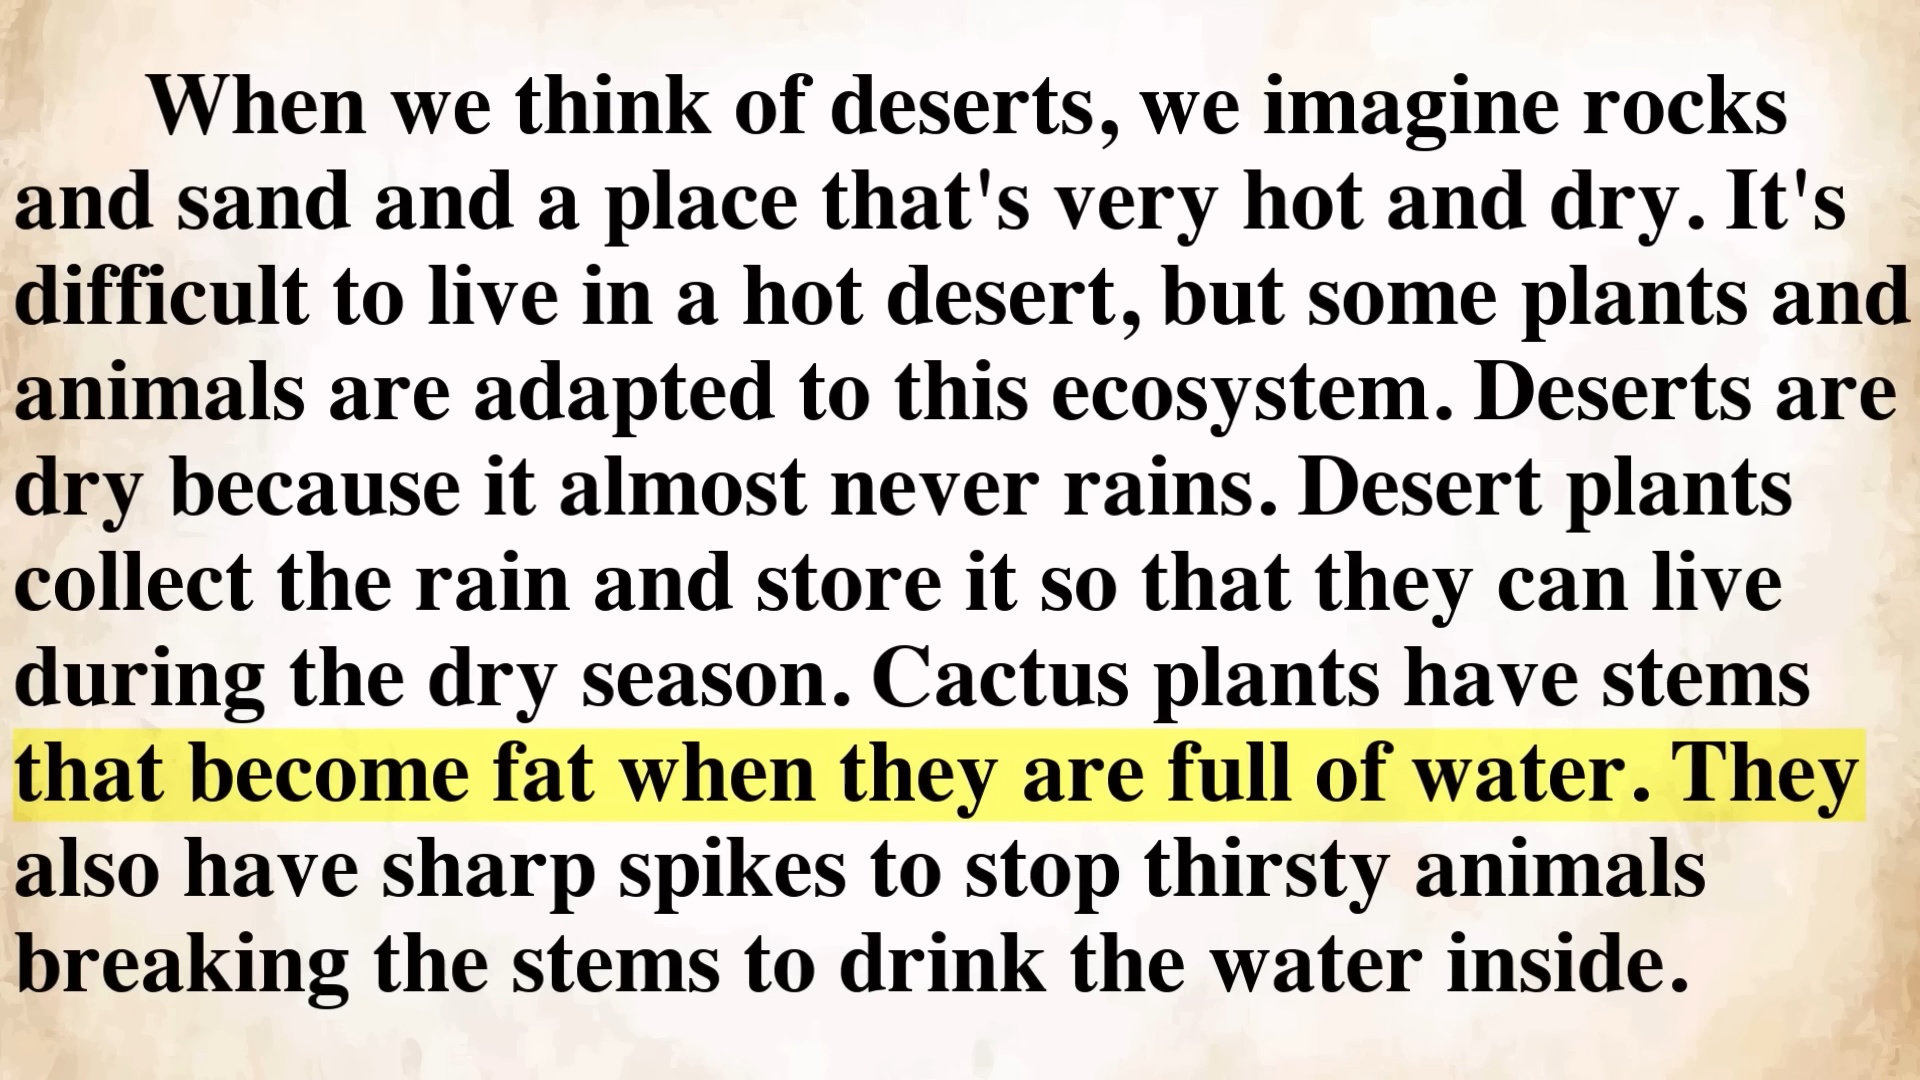 When we think of deserts, we imagine rocks
and sand and a place that's very hot and dry. It's
difficult to live in a hot desert, but some plants and
animals are adapted to this ecosystem. Deserts are
dry because it almost never rains. Desert plants
collect the rain and store it so that they can live
during the dry season. Cactus plants have stems
that become fat when they are full of water. They
also have sharp spikes to stop thirsty animals
breaking the stems to drink the water inside.